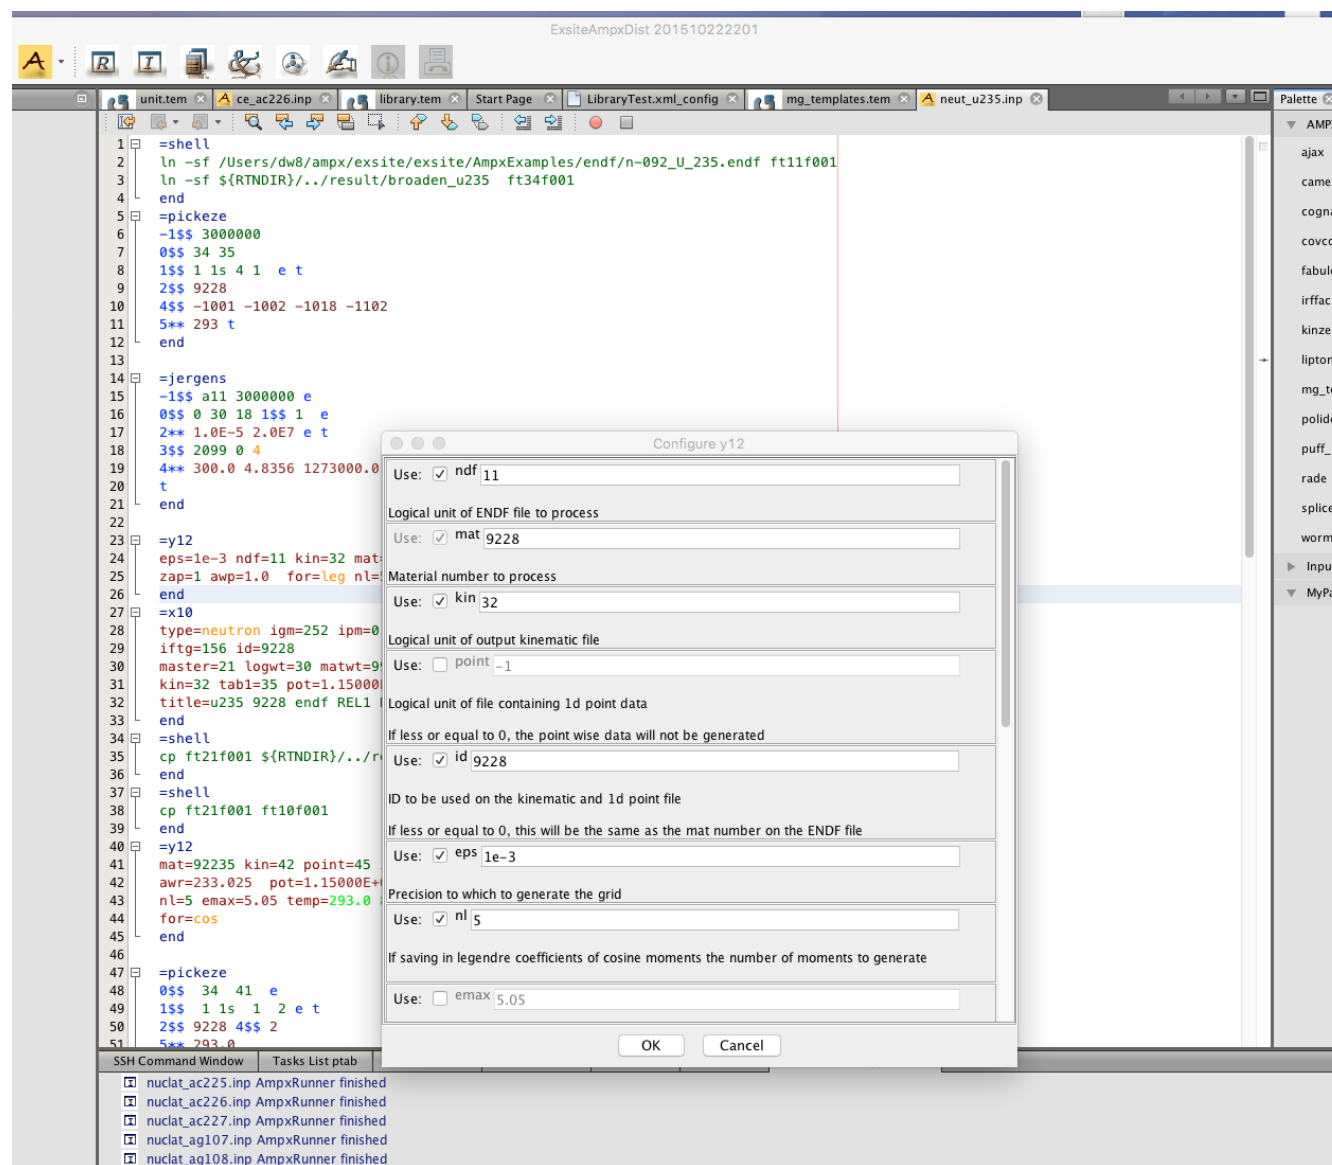 ExsiteAmpxDist 201510222201
unit.tem
ce_ac226.inp
library.tem
Start Page
LibraryTest.xml_config
mg_templates.tem
neut_u235.inp
Palette
1 =shell
2 ln -sf /Users/dw8/ampx/exsite/exsite/AmpxExamples/endf/n-092_U_235.endf ft11f001
3 ln -sf ${RTNDIR}/../result/broaden_u235 ft34f001
4 end
5 =pickeze
6 -1$$ 3000000
7 0$$ 34 35
8 1$$ 1 1s 4 1 e t
9 2$$ 9228
10 4$$ -1001 -1002 -1018 -1102
11 5** 293 t
12 end
13
14 =jergens
15 -1$$ a11 3000000 e
16 0$$ 0 30 18 1$$ 1 e
17 2** 1.0E-5 2.0E7 e t
18 3$$ 2099 0 4
19 4** 300.0 4.8356 1273000.0
20 t
21 end
22
23 =y12
24 eps=1e-3 ndf=11 kin=32 mat=
25 zap=1 awp=1.0 for=leg nl=
26 end
27 =x10
28 type=neutron igm=252 ipm=0
29 iftg=156 id=9228
30 master=21 logwt=30 matwt=99
31 kin=32 tab1=35 pot=1.15000
32 title=u235 9228 endf REL1
33 end
34 =shell
35 cp ft21f001 ${RTNDIR}/../r
36 end
37 =shell
38 cp ft21f001 ft10f001
39 end
40 =y12
41 mat=92235 kin=42 point=45
42 awr=233.025 pot=1.15000E+
43 nl=5 emax=5.05 temp=293.0
44 for=cos
45 end
46
47 =pickeze
48 0$$ 34 41 e
49 1$$ 1 1s 1 2 e t
50 2$$ 9228 4$$ 2
51 5** 293.0
Configure y12
Use: ndf 11
Logical unit of ENDF file to process
Use: mat 9228
Material number to process
Use: kin 32
Logical unit of output kinematic file
Use: point -1
Logical unit of file containing 1d point data
If less or equal to 0, the point wise data will not be generated
Use: id 9228
ID to be used on the kinematic and 1d point file
If less or equal to 0, this will be the same as the mat number on the ENDF file
Use: eps 1e-3
Precision to which to generate the grid
Use: nl 5
If saving in legendre coefficients of cosine moments the number of moments to generate
Use: emax 5.05
OK
Cancel
AMP
ajax
came
cogna
covco
fabul
irffac
kinze
lipton
mg_t
polid
puff_
rade
splice
worm
Inpu
MyPa
SSH Command Window
Tasks List ptab
nuclat_ac225.inp AmpxRunner finished
nuclat_ac226.inp AmpxRunner finished
nuclat_ac227.inp AmpxRunner finished
nuclat_ag107.inp AmpxRunner finished
nuclat_ag108.inp AmpxRunner finished